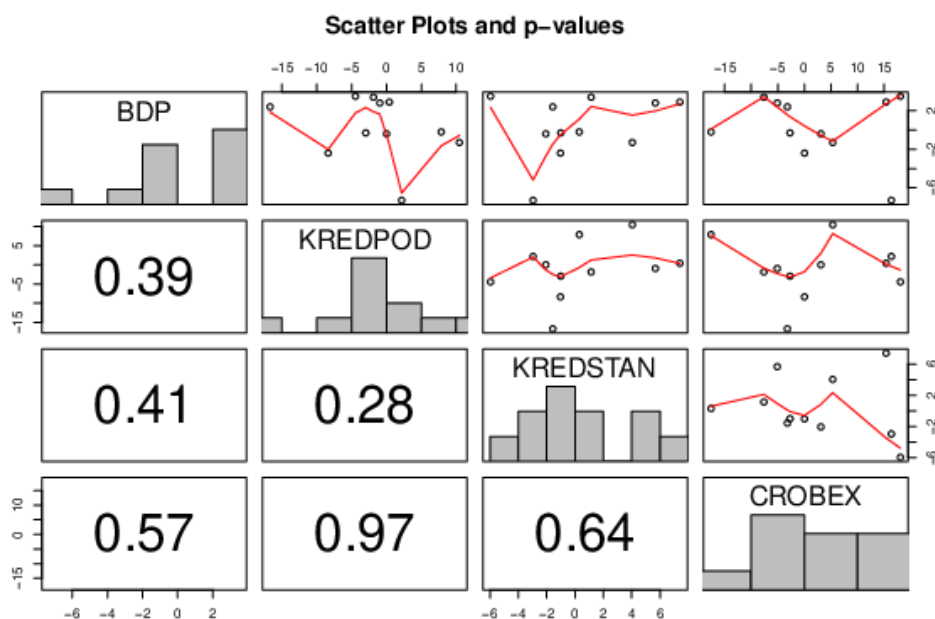 Scatter Plots and p−values
−15 −10 −5 0 5 10
−15 −5 5 15
BDP
2
−2
−6
5
−5
−15
0.39
KREDPOD
0.41
0.28
KREDSTAN
6
2
−2
−6
10
0
−15
0.57
0.97
0.64
CROBEX
−6 −4 −2 0 2
−6 −4 −2 0 2 4 6